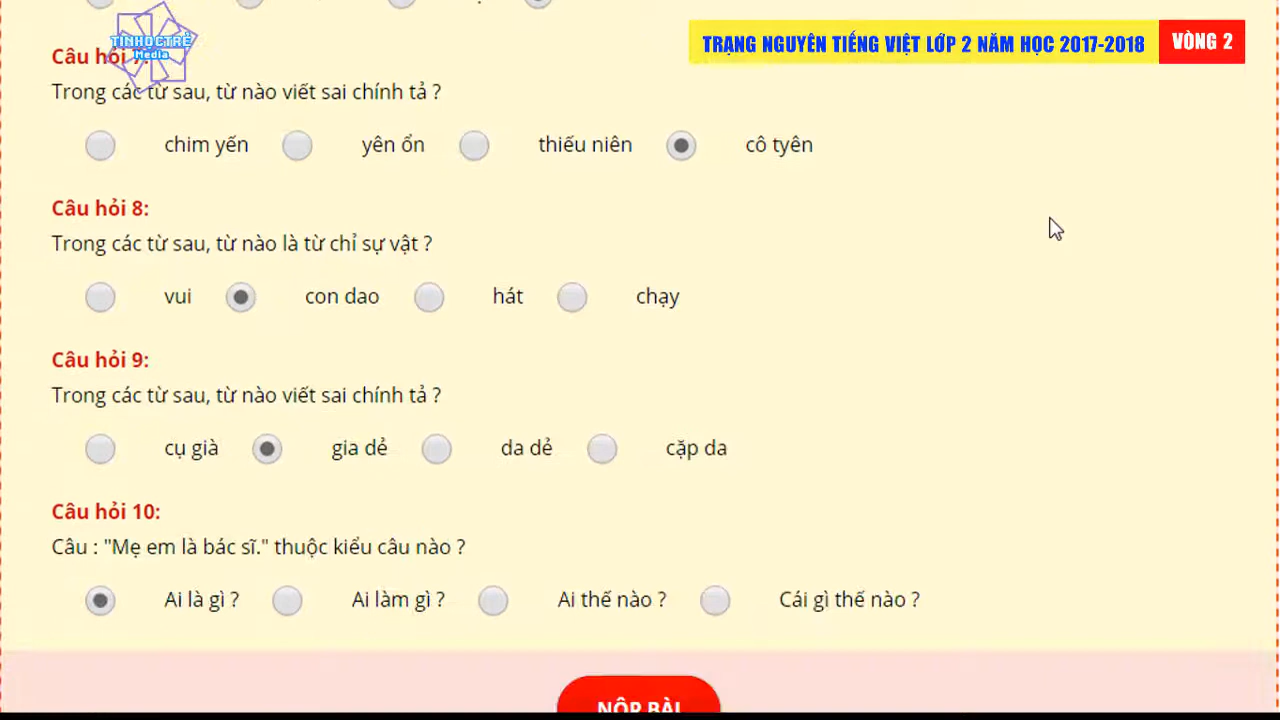 TINHOCTRẺ
Media
TRẠNG NGUYÊN TIẾNG VIỆT LỚP 2 NĂM HỌC 2017-2018
VÒNG 2
Câu hỏi 7:
Trong các từ sau, từ nào viết sai chính tả ?
chim yến yên ổn thiếu niên cô tyên
Câu hỏi 8:
Trong các từ sau, từ nào là từ chỉ sự vật ?
vui con dao hát chạy
Câu hỏi 9:
Trong các từ sau, từ nào viết sai chính tả ?
cụ già gia dẻ da dẻ cặp da
Câu hỏi 10:
Câu : "Mẹ em là bác sĩ." thuộc kiểu câu nào ?
Ai là gì ? Ai làm gì ? Ai thế nào ? Cái gì thế nào ?
NỘP BÀI